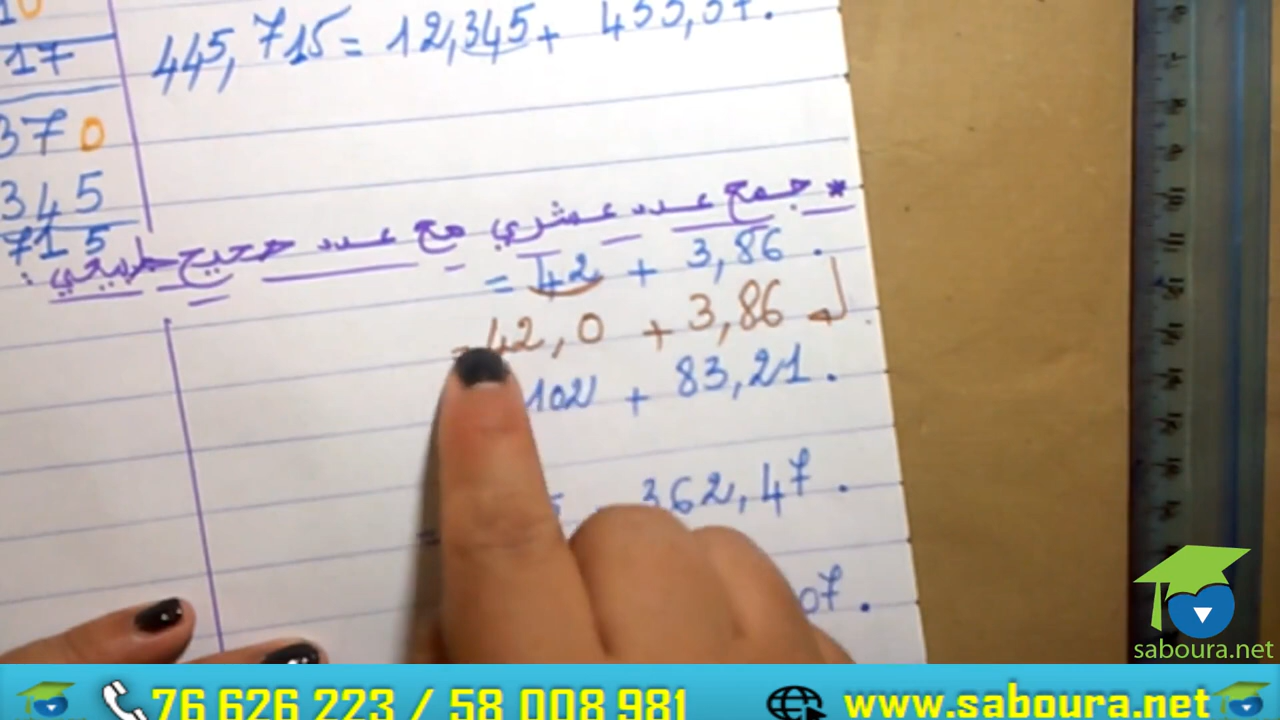 10
17
370
345
715
445,715 = 12,345 +
* جمع عدد عشري مع عدد صحيح طبيعي :
= 42 + 3,86 .
= 42,0 + 3,86
102 + 83,21 .
362,47 .
07 .
saboura.net
76 626 223 / 58 008 981
www.saboura.net